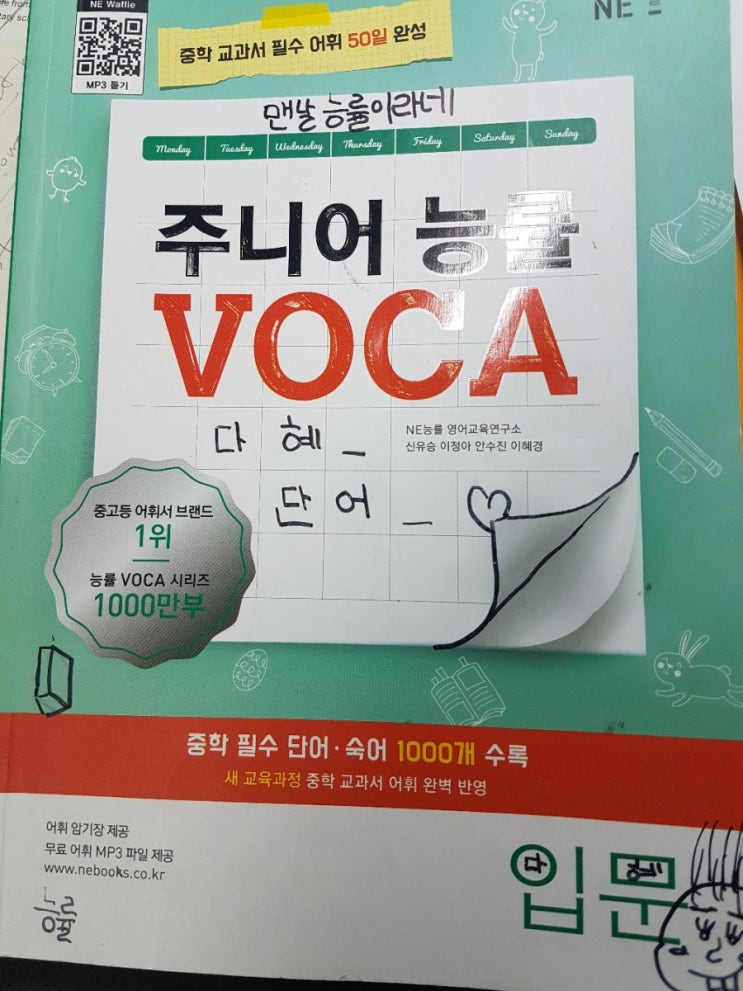 NE Waffle
MP3 듣기
중학 교과서 필수 어휘 50일 완성
NE
맨날 능률이라네
Monday Tuesday Wednesday Thursday Friday Saturday Sunday
주니어 능률
VOCA
NE능률 영어교육연구소
신유승 이정아 안수진 이혜경
다혜_
단어_
중고등 어휘서 브랜드
1위
능률 VOCA 시리즈
1000만부
중학 필수 단어·숙어 1000개 수록
새 교육과정 중학 교과서 어휘 완벽 반영
어휘 암기장 제공
무료 어휘 MP3 파일 제공
www.nebooks.co.kr
능률
다 혜
입문